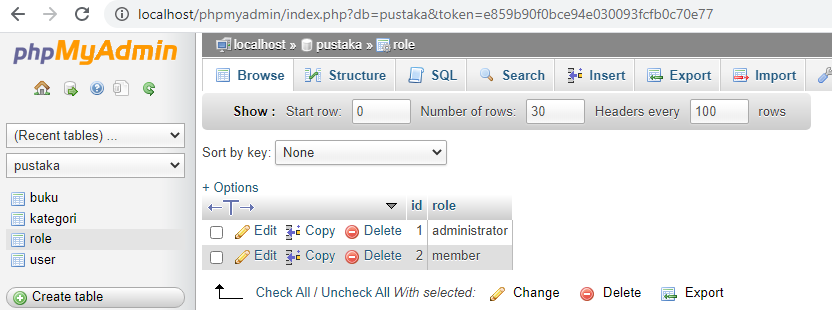 localhost/phpmyadmin/index.php?db=pustaka&token=e859b90f0bce94e030093fcfb0c70e77
phpMyAdmin
(Recent tables) ...
pustaka
buku
kategori
role
user
Create table
localhost » pustaka » role
Browse Structure SQL Search Insert Export Import
Show : Start row: 0 Number of rows: 30 Headers every 100 rows
Sort by key: None
+ Options
←T→ id role
Edit Copy Delete 1 administrator
Edit Copy Delete 2 member
Check All / Uncheck All With selected: Change Delete Export